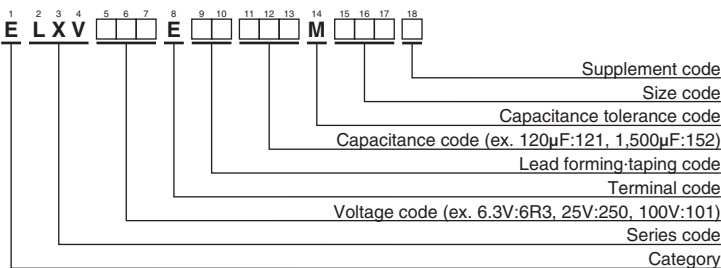 1 2 3 4 5 6 7 8 9 10 11 12 13 14 15 16 17 18
E L X V E M
Supplement code
Size code
Capacitance tolerance code
Capacitance code (ex. 120µF:121, 1,500µF:152)
Lead forming·taping code
Terminal code
Voltage code (ex. 6.3V:6R3, 25V:250, 100V:101)
Series code
Category